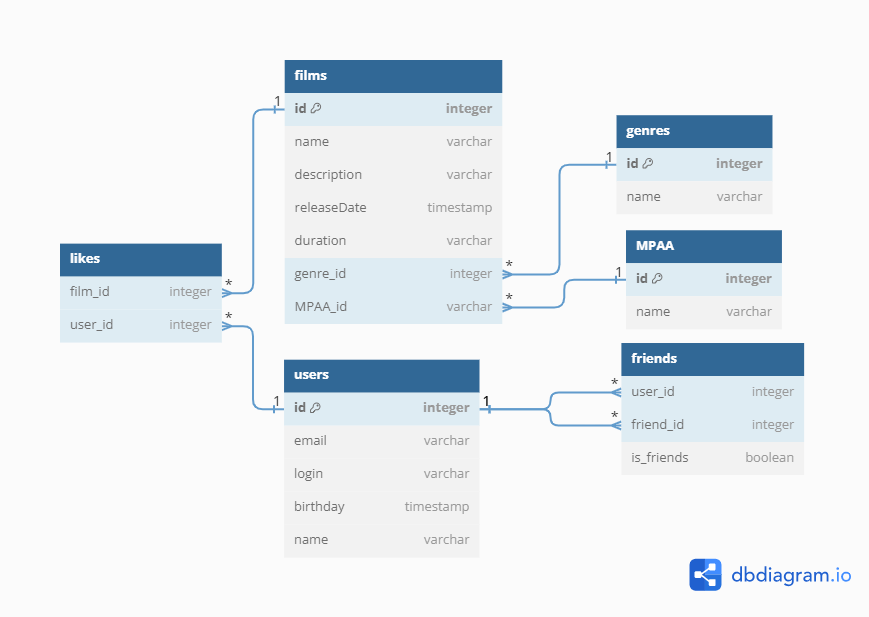 films
id integer
name varchar
description varchar
releaseDate timestamp
duration varchar
genre_id integer
MPAA_id varchar
genres
id integer
name varchar
MPAA
id integer
name varchar
likes
film_id integer
user_id integer
users
id integer
email varchar
login varchar
birthday timestamp
name varchar
friends
user_id integer
friend_id integer
is_friends boolean
1
*
*
1
1
*
*
1
1
*
*
dbdiagram.io